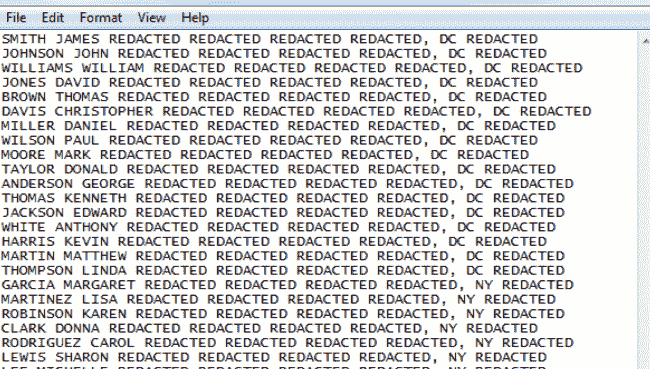 File Edit Format View Help
SMITH JAMES REDACTED REDACTED REDACTED REDACTED, DC REDACTED
JOHNSON JOHN REDACTED REDACTED REDACTED REDACTED, DC REDACTED
WILLIAMS WILLIAM REDACTED REDACTED REDACTED REDACTED, DC REDACTED
JONES DAVID REDACTED REDACTED REDACTED REDACTED, DC REDACTED
BROWN THOMAS REDACTED REDACTED REDACTED REDACTED, DC REDACTED
DAVIS CHRISTOPHER REDACTED REDACTED REDACTED REDACTED, DC REDACTED
MILLER DANIEL REDACTED REDACTED REDACTED REDACTED, DC REDACTED
WILSON PAUL REDACTED REDACTED REDACTED REDACTED, DC REDACTED
MOORE MARK REDACTED REDACTED REDACTED REDACTED, DC REDACTED
TAYLOR DONALD REDACTED REDACTED REDACTED REDACTED, DC REDACTED
ANDERSON GEORGE REDACTED REDACTED REDACTED REDACTED, DC REDACTED
THOMAS KENNETH REDACTED REDACTED REDACTED REDACTED, DC REDACTED
JACKSON EDWARD REDACTED REDACTED REDACTED REDACTED, DC REDACTED
WHITE ANTHONY REDACTED REDACTED REDACTED REDACTED, DC REDACTED
HARRIS KEVIN REDACTED REDACTED REDACTED REDACTED, DC REDACTED
MARTIN MATTHEW REDACTED REDACTED REDACTED REDACTED, DC REDACTED
THOMPSON LINDA REDACTED REDACTED REDACTED REDACTED, DC REDACTED
GARCIA MARGARET REDACTED REDACTED REDACTED REDACTED, NY REDACTED
MARTINEZ LISA REDACTED REDACTED REDACTED REDACTED, NY REDACTED
ROBINSON KAREN REDACTED REDACTED REDACTED REDACTED, NY REDACTED
CLARK DONNA REDACTED REDACTED REDACTED REDACTED, NY REDACTED
RODRIGUEZ CAROL REDACTED REDACTED REDACTED REDACTED, NY REDACTED
LEWIS SHARON REDACTED REDACTED REDACTED REDACTED, NY REDACTED
LEE MICHELLE REDACTED REDACTED REDACTED REDACTED, NY REDACTED